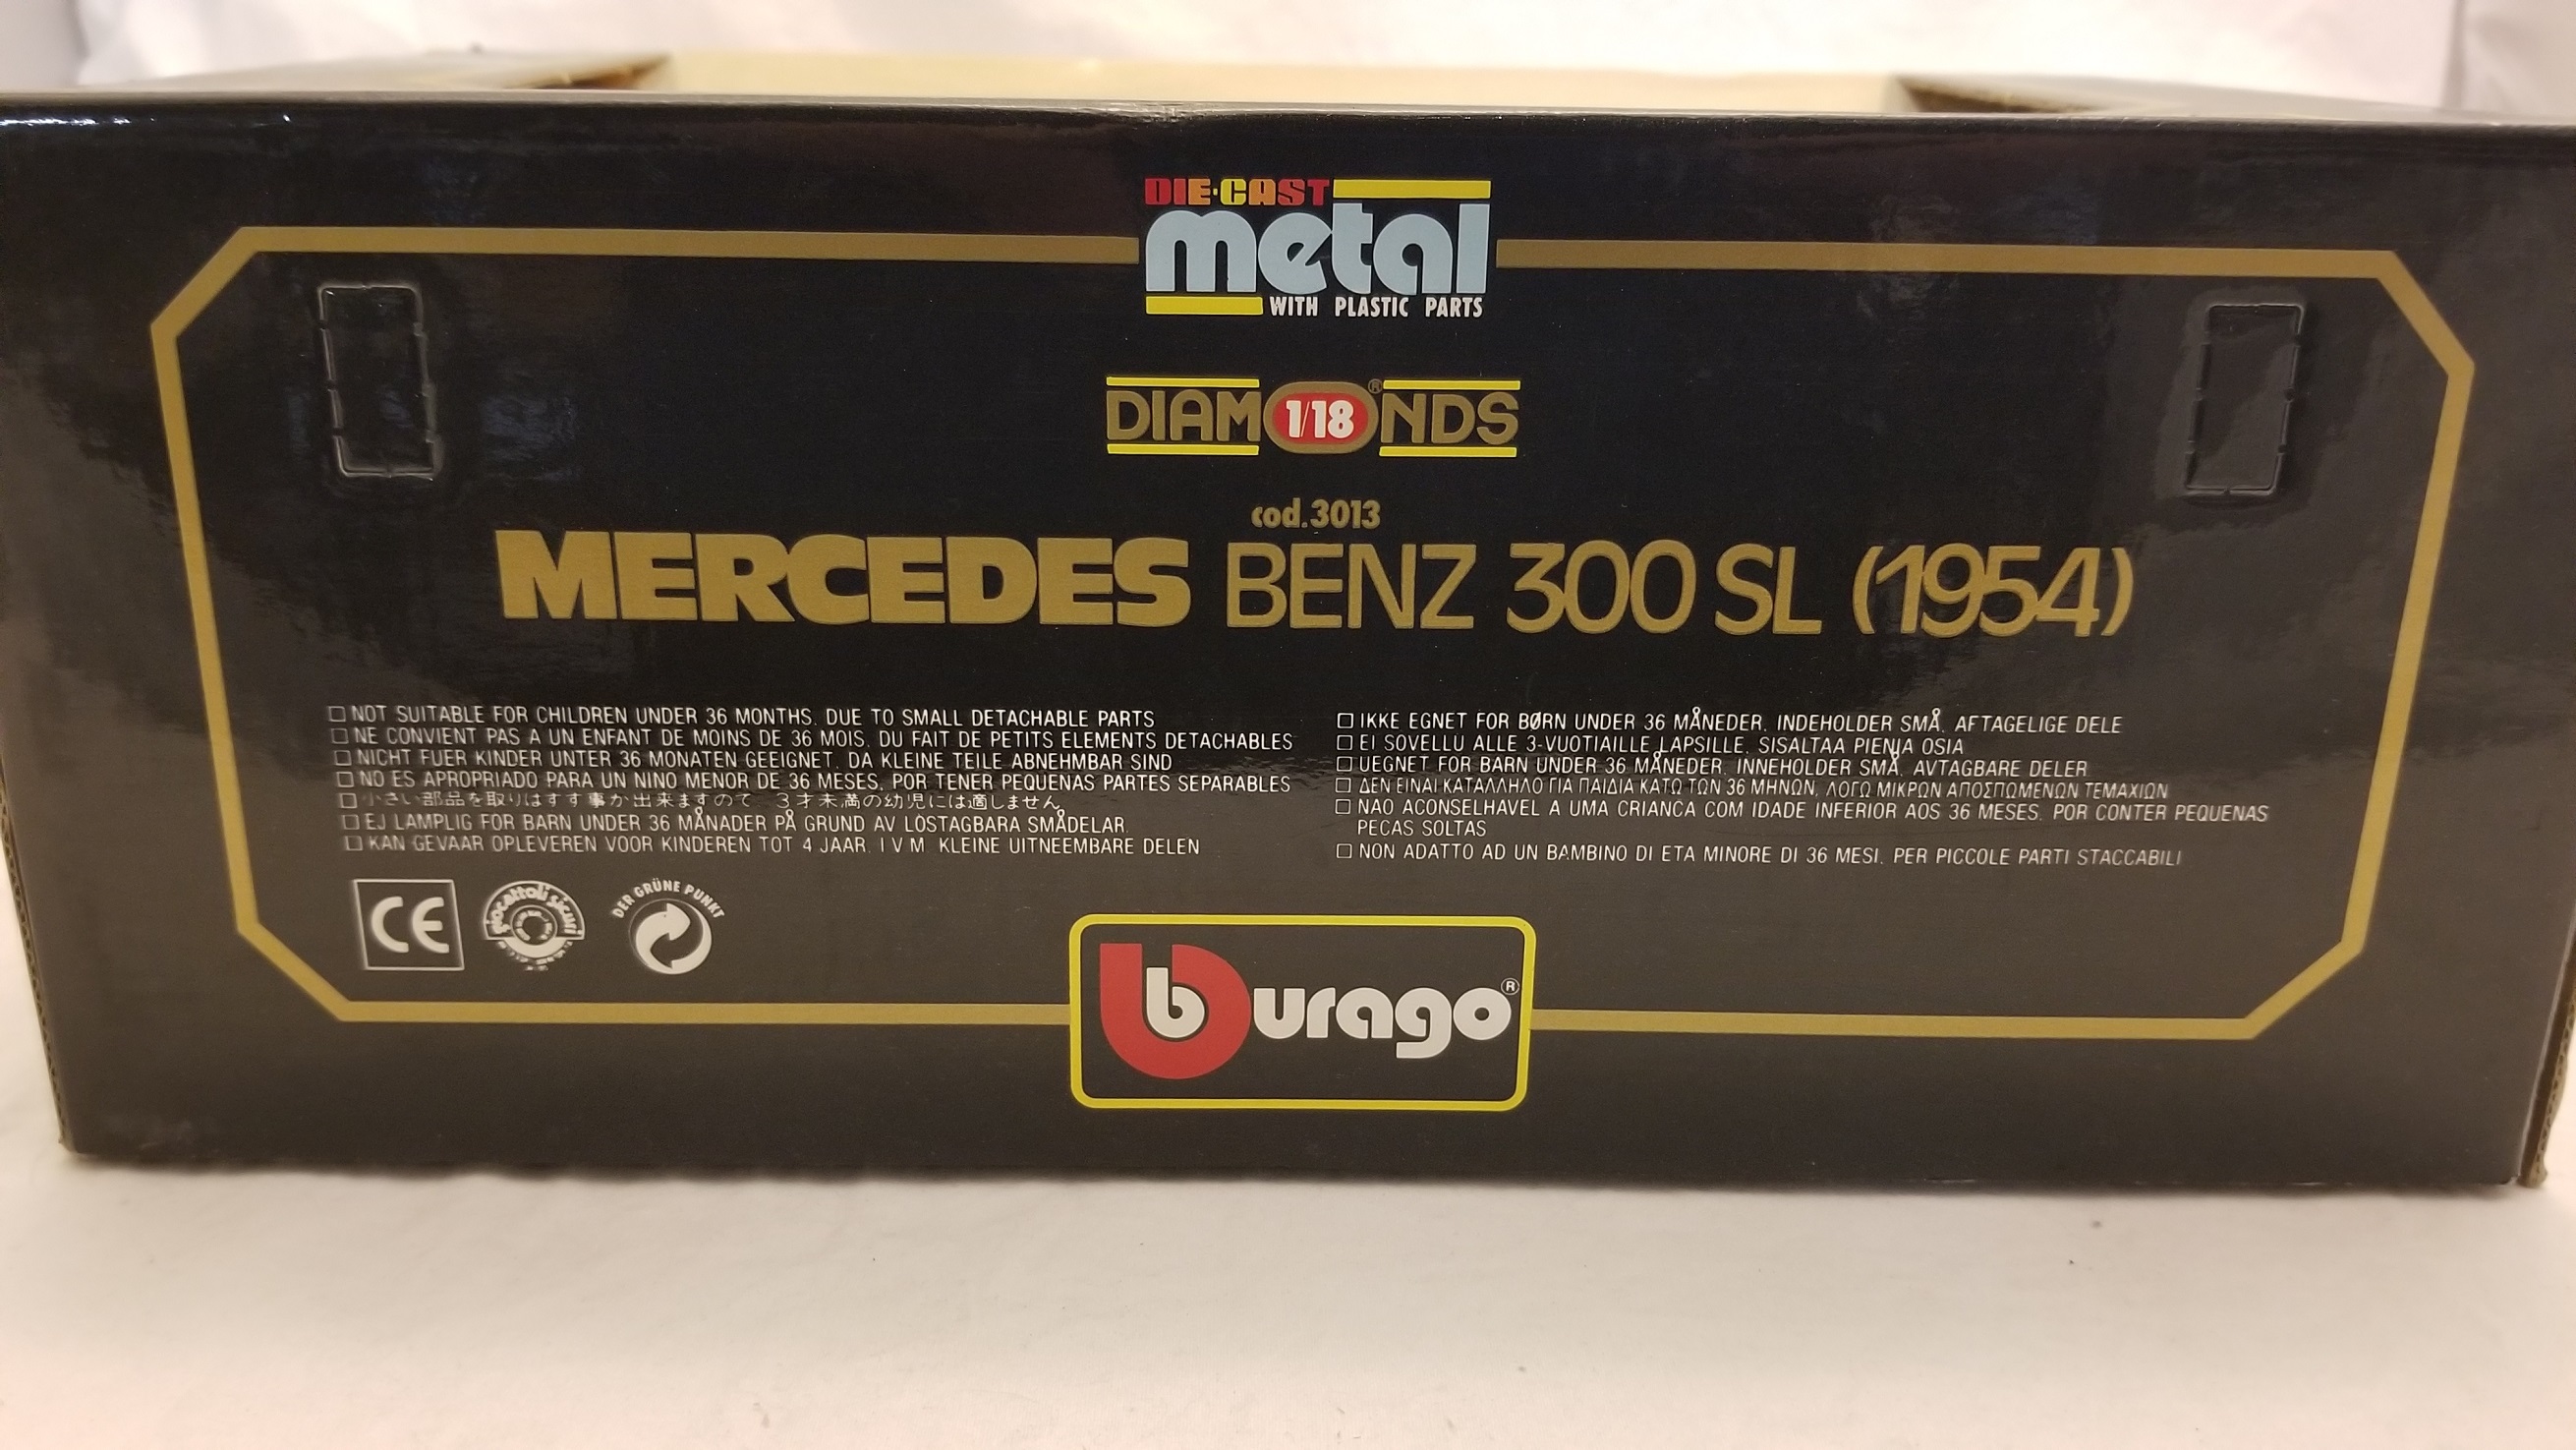 DIE·CAST
metal
WITH PLASTIC PARTS
DIAM 1/18 NDS®
cod.3013
MERCEDES BENZ 300 SL (1954)
□ NOT SUITABLE FOR CHILDREN UNDER 36 MONTHS. DUE TO SMALL DETACHABLE PARTS
□ NE CONVIENT PAS A UN ENFANT DE MOINS DE 36 MOIS. DU FAIT DE PETITS ELEMENTS DETACHABLES
□ NICHT FUER KINDER UNTER 36 MONATEN GEEIGNET. DA KLEINE TEILE ABNEHMBAR SIND
□ NO ES APROPRIADO PARA UN NINO MENOR DE 36 MESES. POR TENER PEQUENAS PARTES SEPARABLES
□ 小さい部品を取りはすす事か出来ますのて 3才未満の幼児には適しません。
□ EJ LAMPLIG FOR BARN UNDER 36 MÅNADER PÅ GRUND AV LÖSTAGBARA SMÅDELAR.
□ KAN GEVAAR OPLEVEREN VOOR KINDEREN TOT 4 JAAR. I V M KLEINE UITNEEMBARE DELEN
□ IKKE EGNET FOR BØRN UNDER 36 MÅNEDER. INDEHOLDER SMÅ. AFTAGELIGE DELE
□ EI SOVELLU ALLE 3-VUOTIAILLE LAPSILLE. SISALTAA PIENIA OSIA
□ UEGNET FOR BARN UNDER 36 MÅNEDER. INNEHOLDER SMÅ. AVTAGBARE DELER
□ ΔΕΝ ΕΙΝΑΙ ΚΑΤΑΛΛΗΛΟ ΓΙΑ ΠΑΙΔΙΑ ΚΑΤΩ ΤΩΝ 36 ΜΗΝΩΝ. ΛΟΓΩ ΜΙΚΡΩΝ ΑΠΟΣΠΩΜΕΝΩΝ ΤΕΜΑΧΙΩΝ
□ NAO ACONSELHAVEL A UMA CRIANCA COM IDADE INFERIOR AOS 36 MESES. POR CONTER PEQUENAS
PECAS SOLTAS
□ NON ADATTO AD UN BAMBINO DI ETA MINORE DI 36 MESI. PER PICCOLE PARTI STACCABILI
CE
giocattoli sicuri
DER GRÜNE PUNKT
burago®